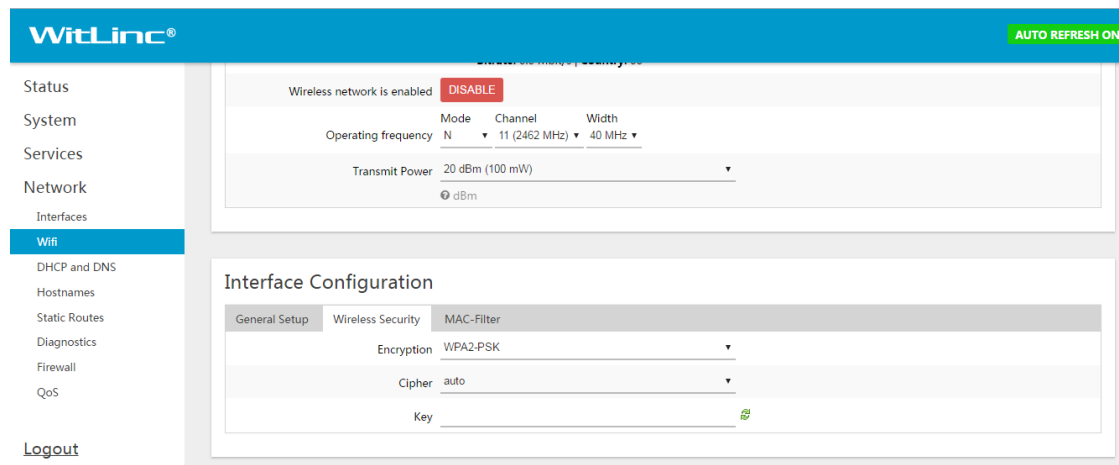 WitLinc®
AUTO REFRESH ON
Status
System
Services
Network
Interfaces
Wifi
DHCP and DNS
Hostnames
Static Routes
Diagnostics
Firewall
QoS
Logout
Wireless network is enabled DISABLE
Mode Channel Width
Operating frequency N 11 (2462 MHz) 40 MHz
Transmit Power 20 dBm (100 mW)
dBm
Interface Configuration
General Setup Wireless Security MAC-Filter
Encryption WPA2-PSK
Cipher auto
Key